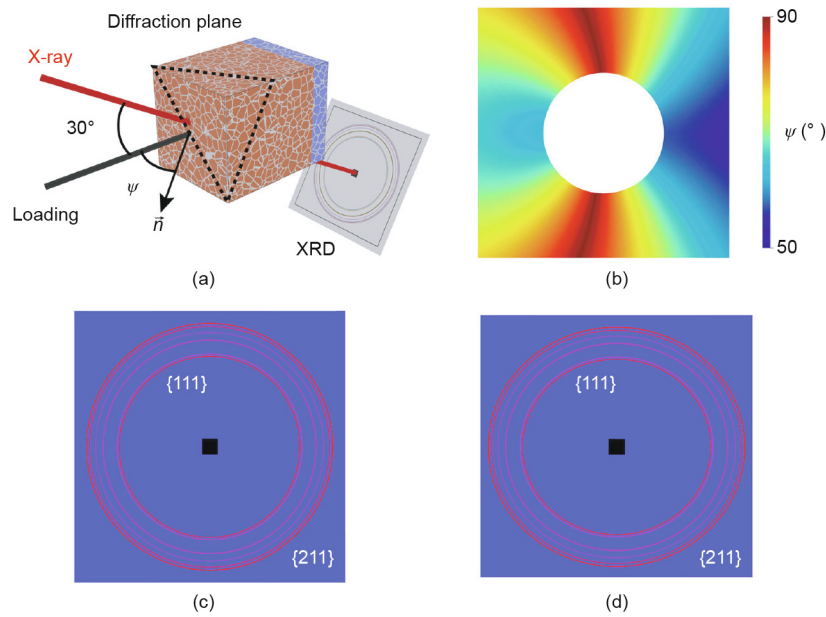 Diffraction plane
X-ray
30°
ψ
Loading
n⃗
XRD
(a)
90
ψ (°)
50
(b)
{111}
{211}
(c)
{111}
{211}
(d)